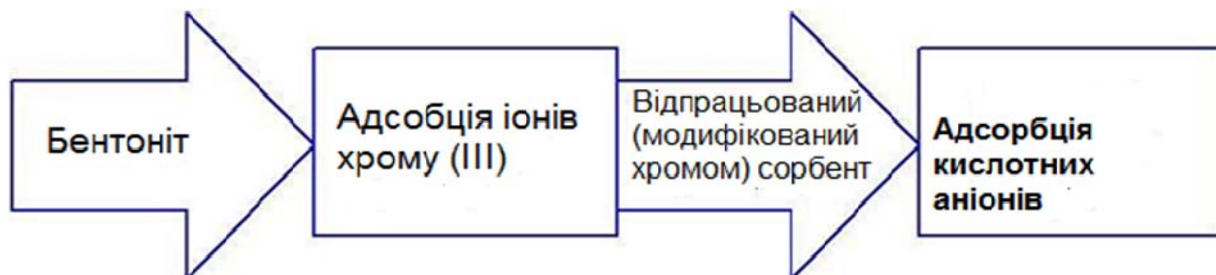 Бентоніт
Адсобція іонів
хрому (III)
Відпрацьований
(модифікований
хромом) сорбент
Адсорбція
кислотних
аніонів